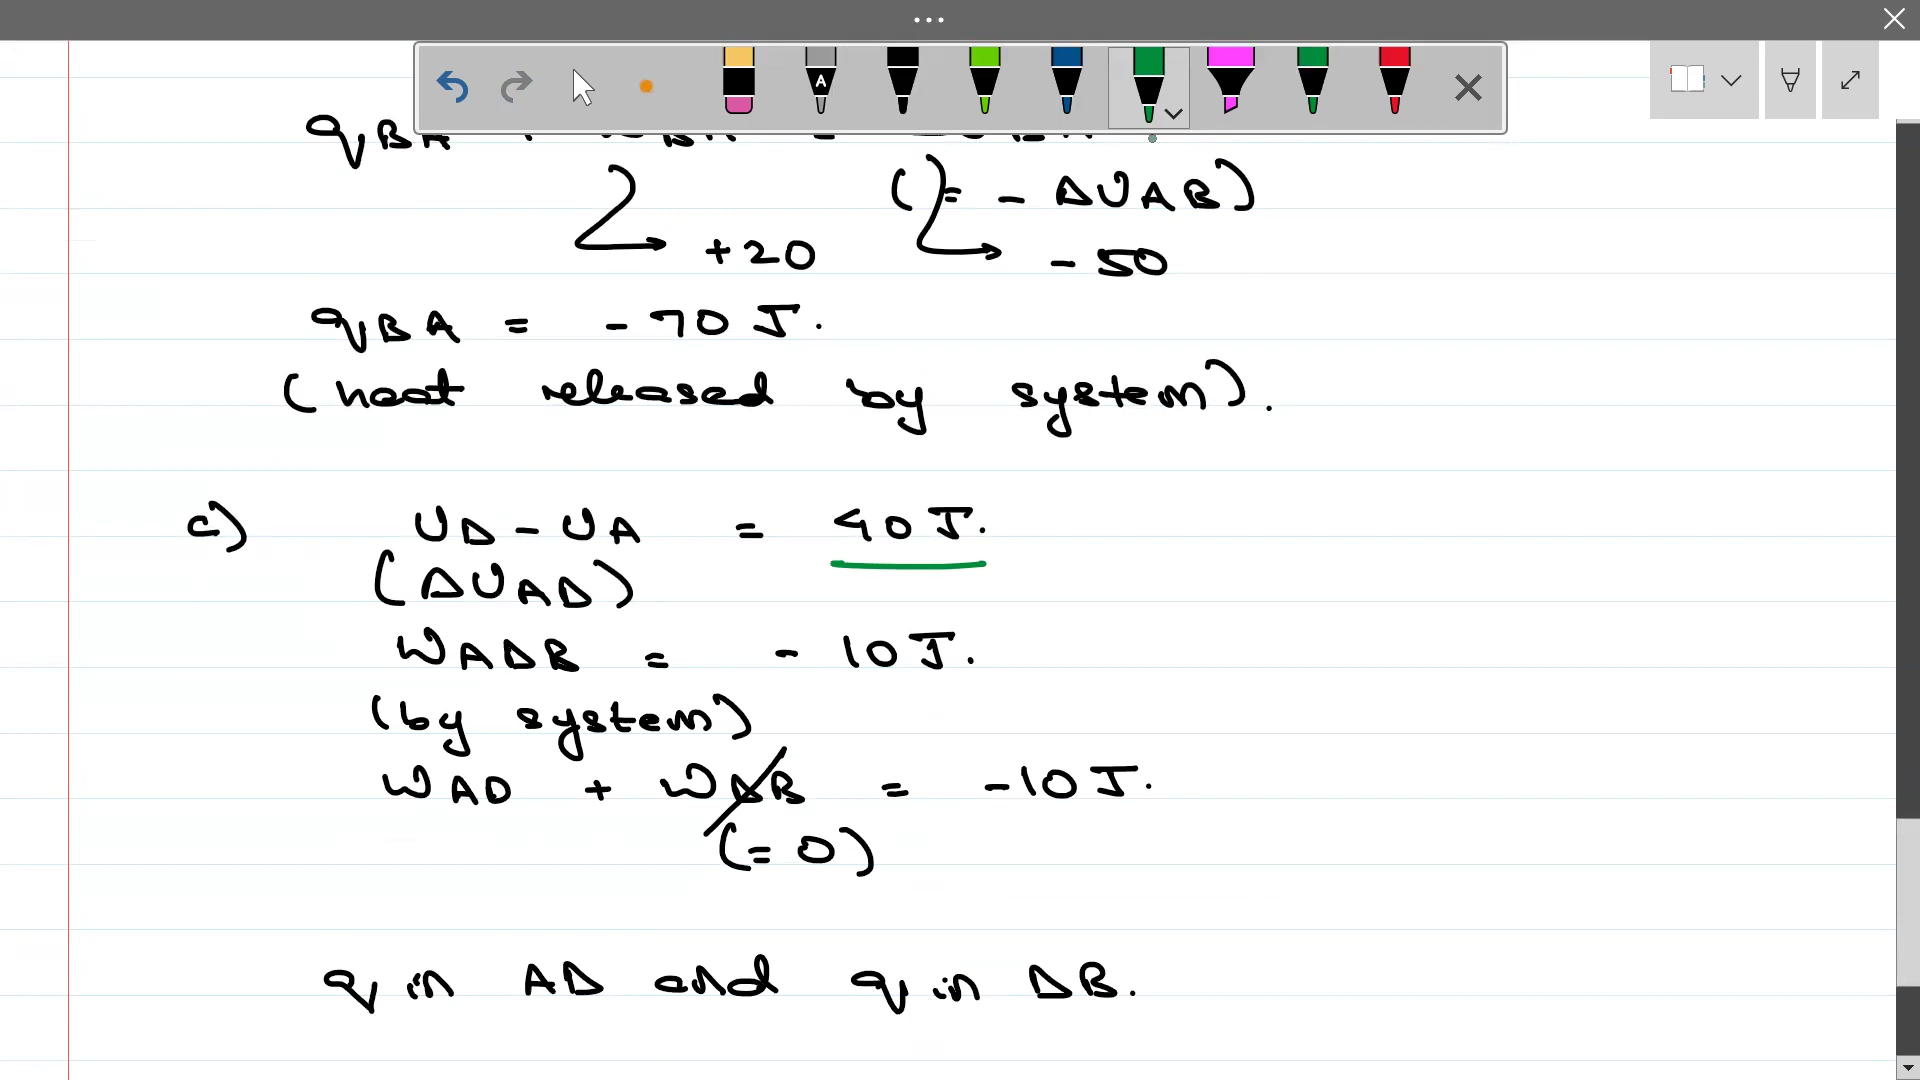 qBA
(= - ΔUAB)
+20
- 50
qBA = - 70 J.
(heat released by system).
c) UD - UA = 40 J.
(ΔUAD)
WADB = - 10 J.
(by system)
WAD + WDB = -10 J.
(= 0)
q in AD and q in DB.